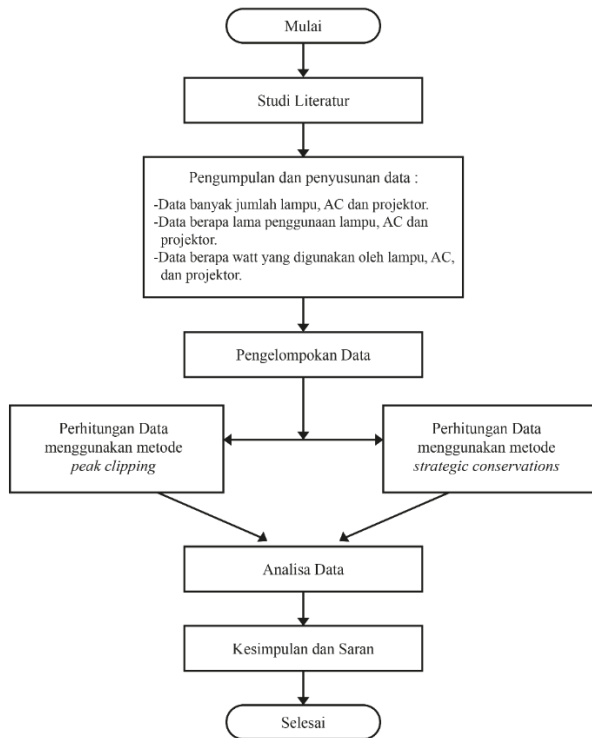 Mulai
Studi Literatur
Pengumpulan dan penyusunan data :
-Data banyak jumlah lampu, AC dan projektor.
-Data berapa lama penggunaan lampu, AC dan
projektor.
-Data berapa watt yang digunakan oleh lampu, AC,
dan projektor.
Pengelompokan Data
Perhitungan Data
menggunakan metode
peak clipping
Perhitungan Data
menggunakan metode
strategic conservations
Analisa Data
Kesimpulan dan Saran
Selesai